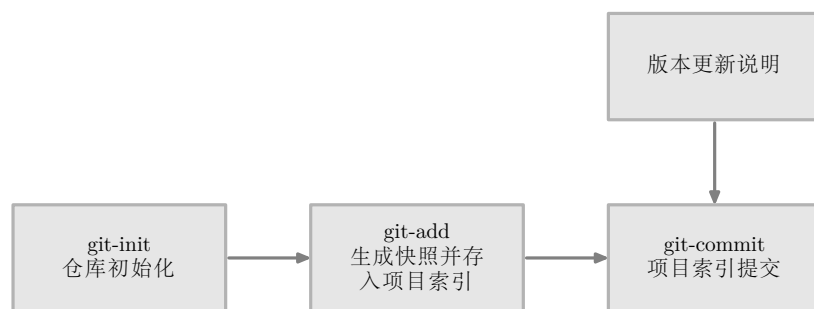 版本更新说明
git-init
仓库初始化
git-add
生成快照并存
入项目索引
git-commit
项目索引提交